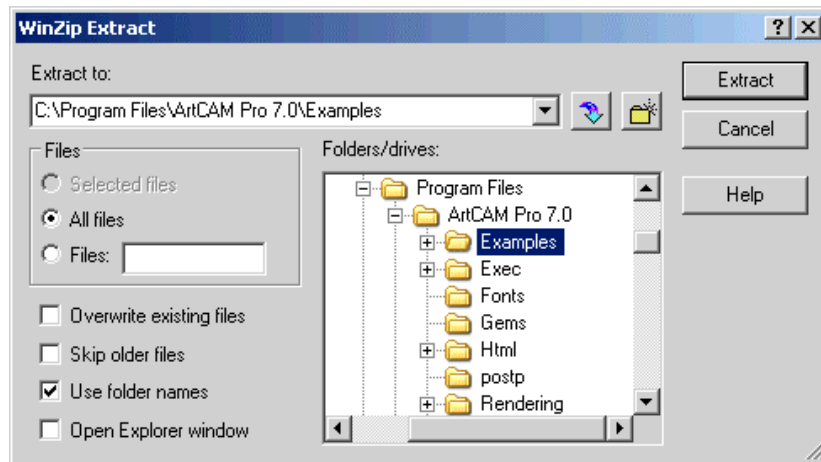 WinZip Extract
Extract to:
C:\Program Files\ArtCAM Pro 7.0\Examples
Extract
Cancel
Help
Files
Selected files
All files
Files:
Overwrite existing files
Skip older files
Use folder names
Open Explorer window
Folders/drives:
Program Files
ArtCAM Pro 7.0
Examples
Exec
Fonts
Gems
Html
postp
Rendering